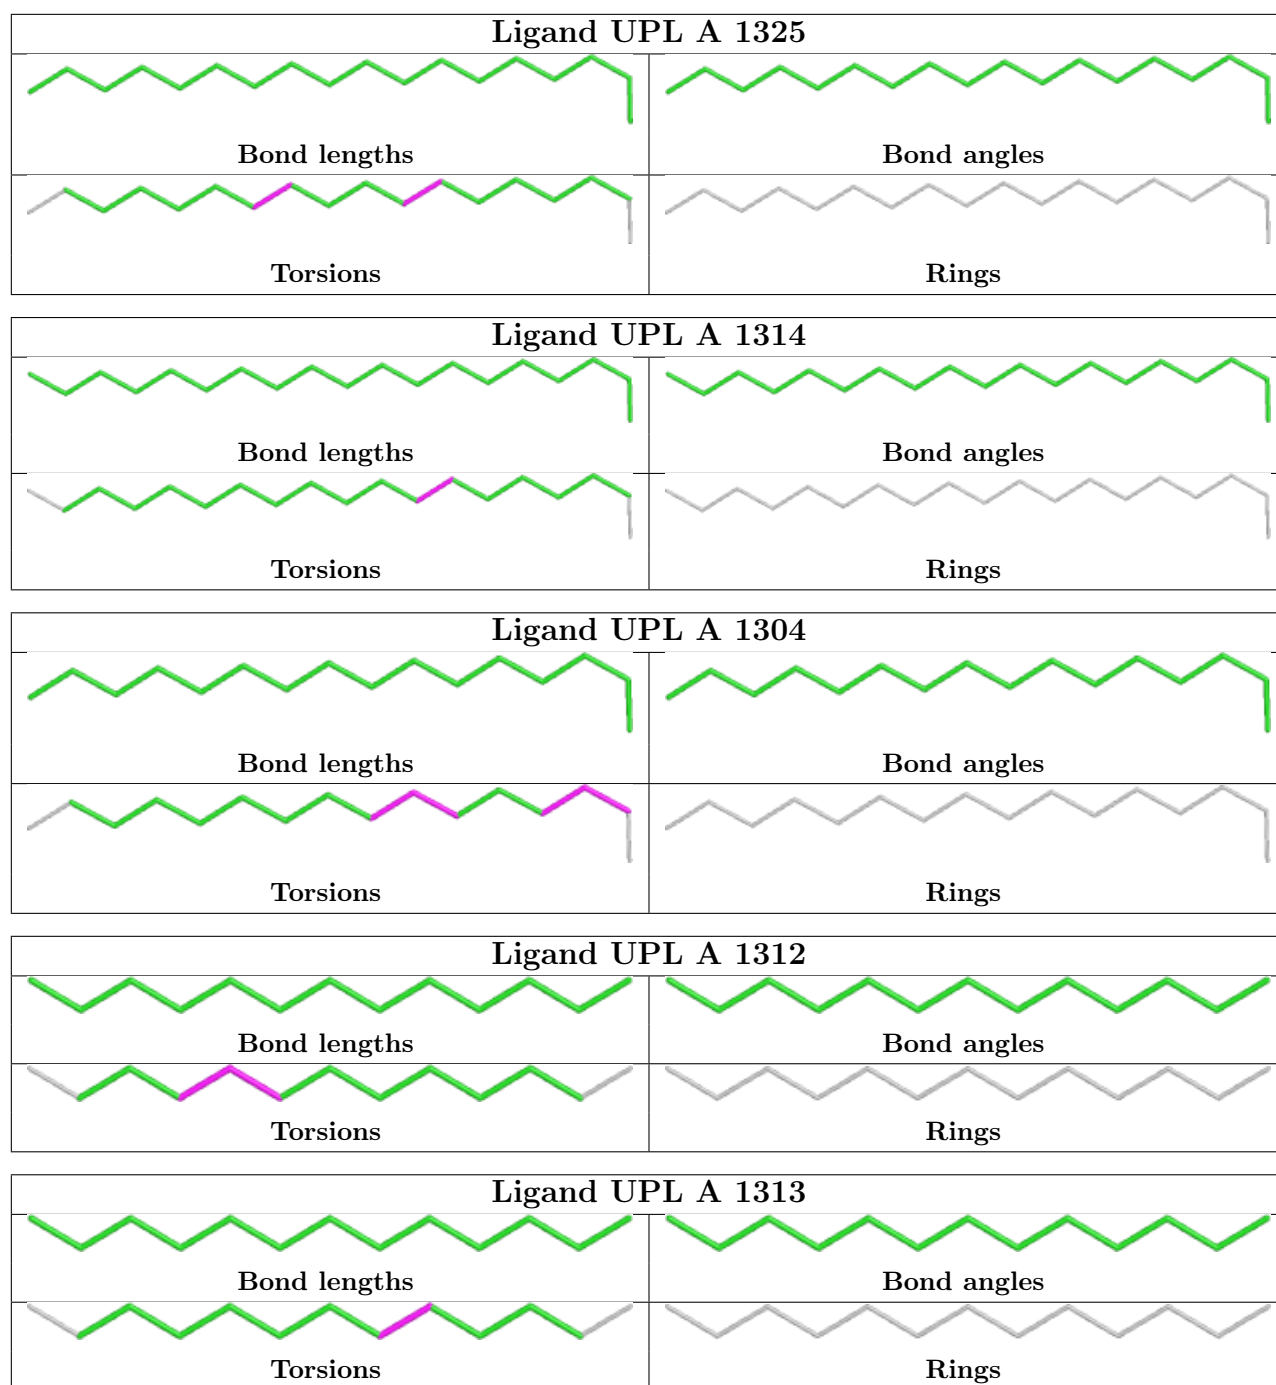 Ligand UPL A 1325
Bond lengths
Bond angles
Torsions
Rings
Ligand UPL A 1314
Bond lengths
Bond angles
Torsions
Rings
Ligand UPL A 1304
Bond lengths
Bond angles
Torsions
Rings
Ligand UPL A 1312
Bond lengths
Bond angles
Torsions
Rings
Ligand UPL A 1313
Bond lengths
Bond angles
Torsions
Rings